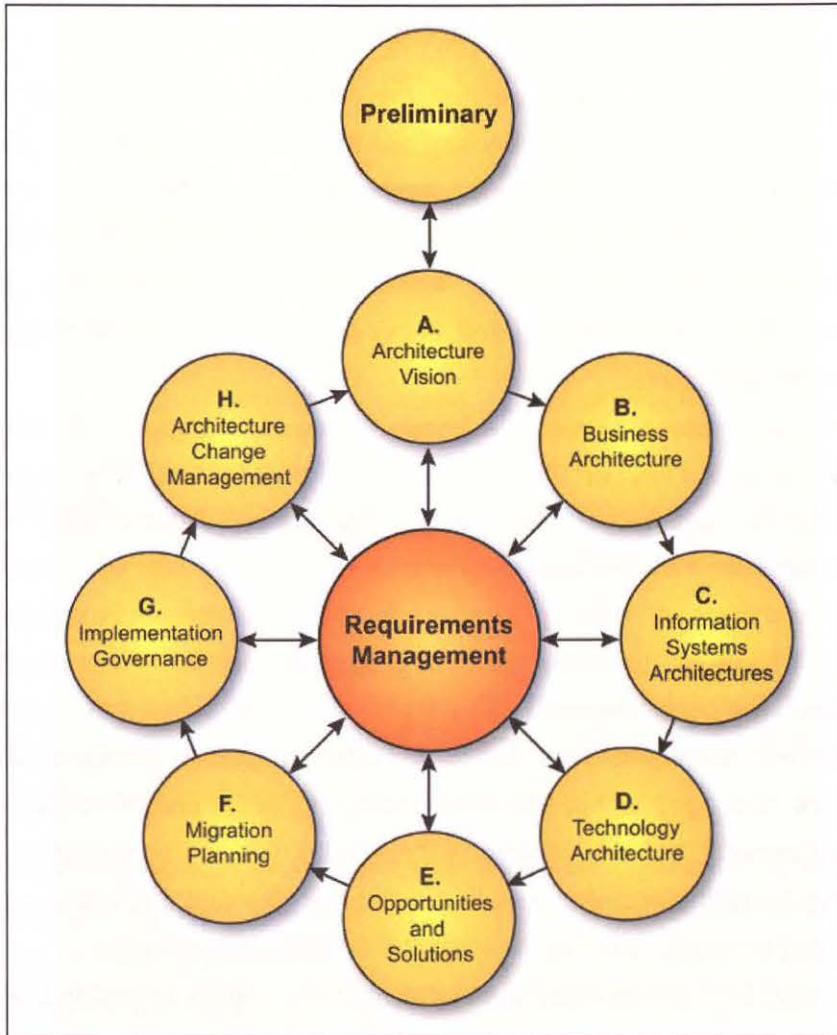 Preliminary
A.
Architecture
Vision
B.
Business
Architecture
C.
Information
Systems
Architectures
D.
Technology
Architecture
E.
Opportunities
and
Solutions
F.
Migration
Planning
G.
Implementation
Governance
H.
Architecture
Change
Management
Requirements
Management